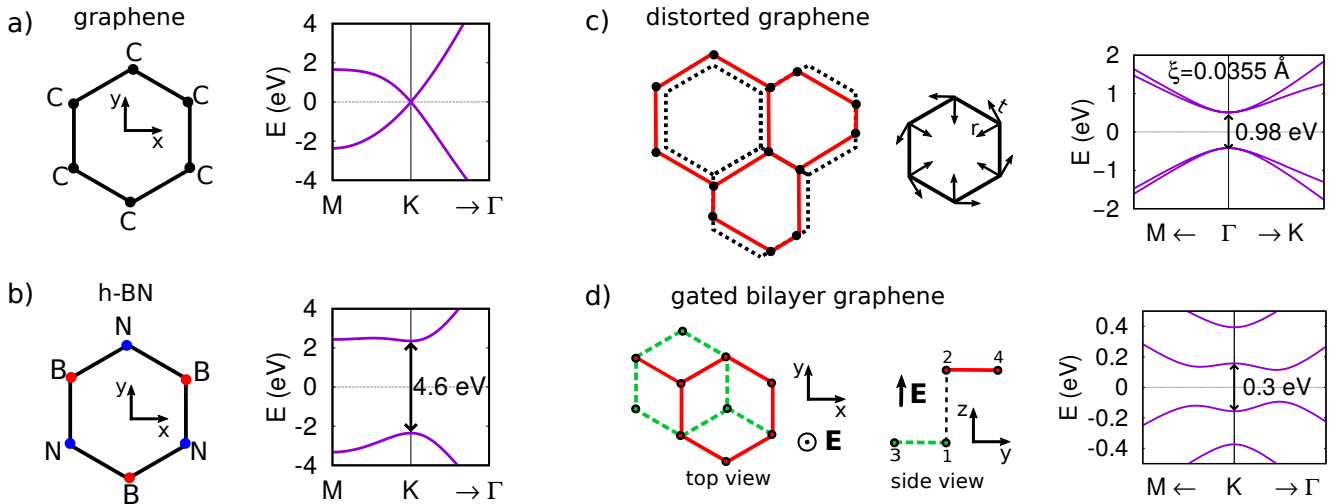 a)
graphene
C
C
C
C
C
C
y
x
E (eV)
4
2
0
−2
−4
M
K
→ Γ
b)
h-BN
N
B
B
N
N
B
y
x
E (eV)
4
2
0
−2
−4
4.6 eV
M
K
→ Γ
c)
distorted graphene
t
r
E (eV)
2
1
0
−1
−2
ξ=0.0355 Å
0.98 eV
M ←
Γ
→ K
d)
gated bilayer graphene
y
x
E
top view
2
4
E
z
y
3
1
side view
E (eV)
0.4
0.2
0
−0.2
−0.4
0.3 eV
M ←
K
→ Γ